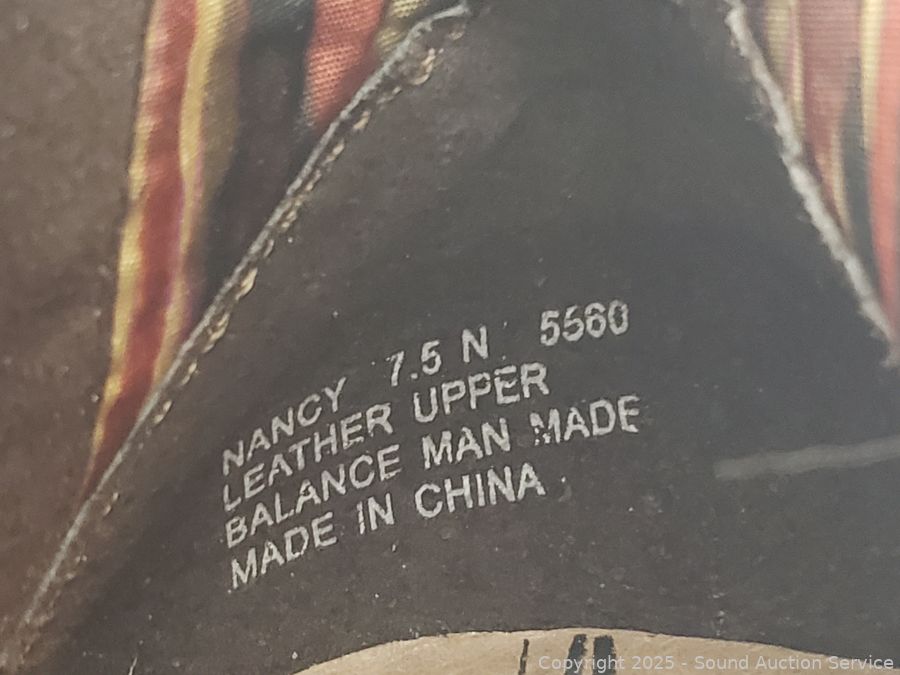 NANCY 7.5 N 5560
LEATHER UPPER
BALANCE MAN MADE
MADE IN CHINA
Copyright 2025 - Sound Auction Service